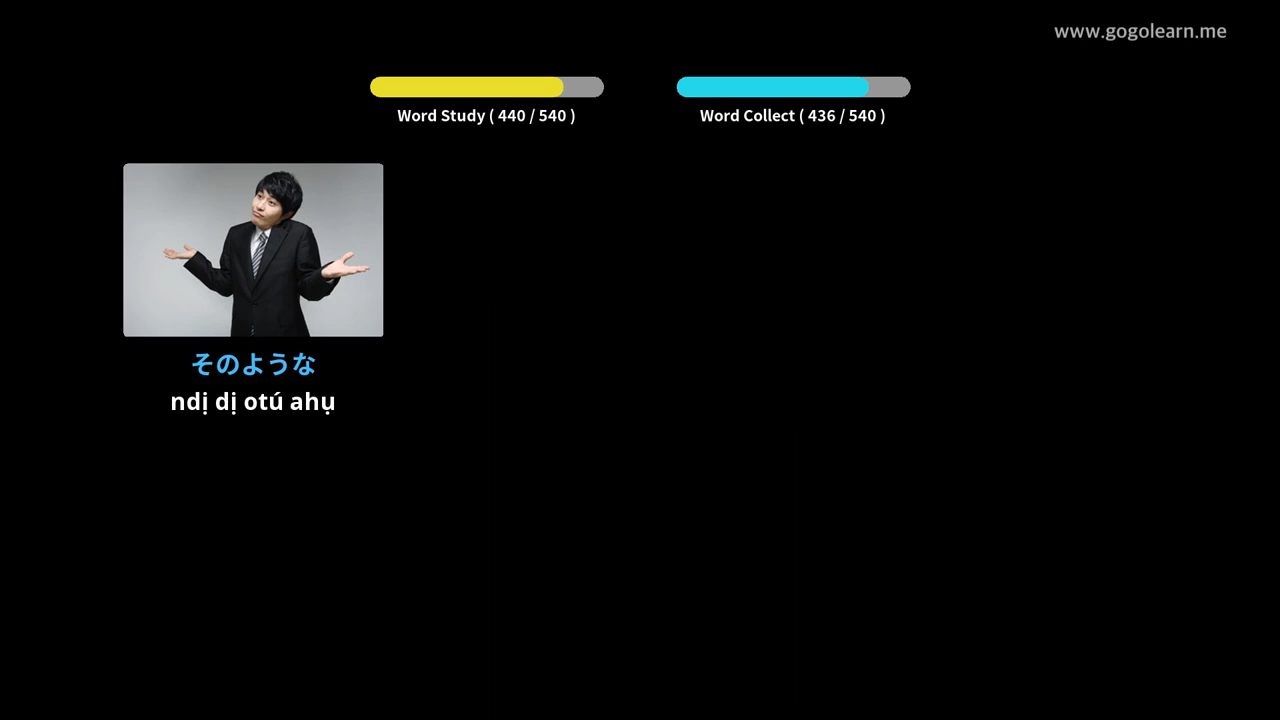 www.gogolearn.me
Word Study ( 440 / 540 )
Word Collect ( 436 / 540 )
そのような
ndị dị otú ahụ